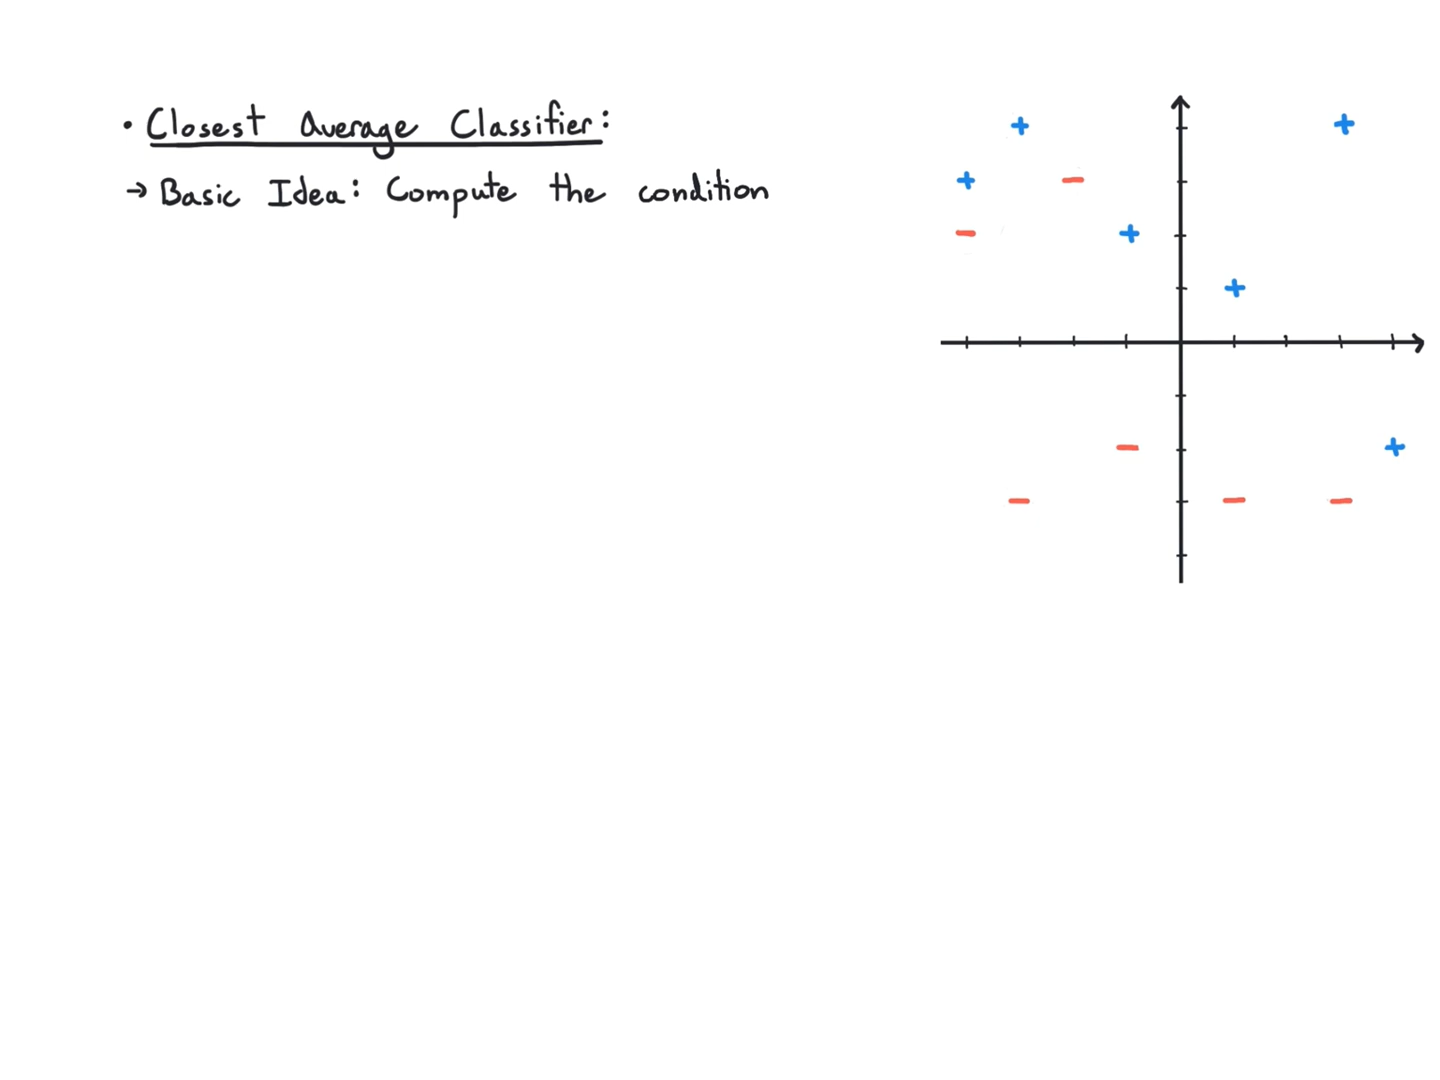 • Closest Average Classifier:
→ Basic Idea: Compute the condition